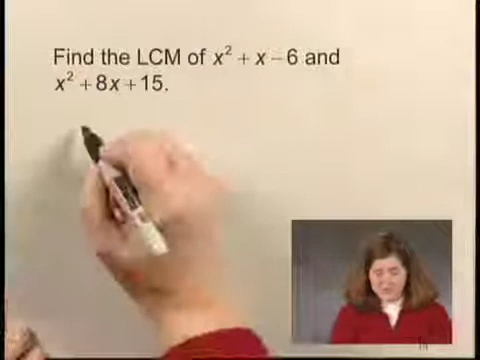 Find the LCM of x² + x – 6 and
x² + 8x + 15.